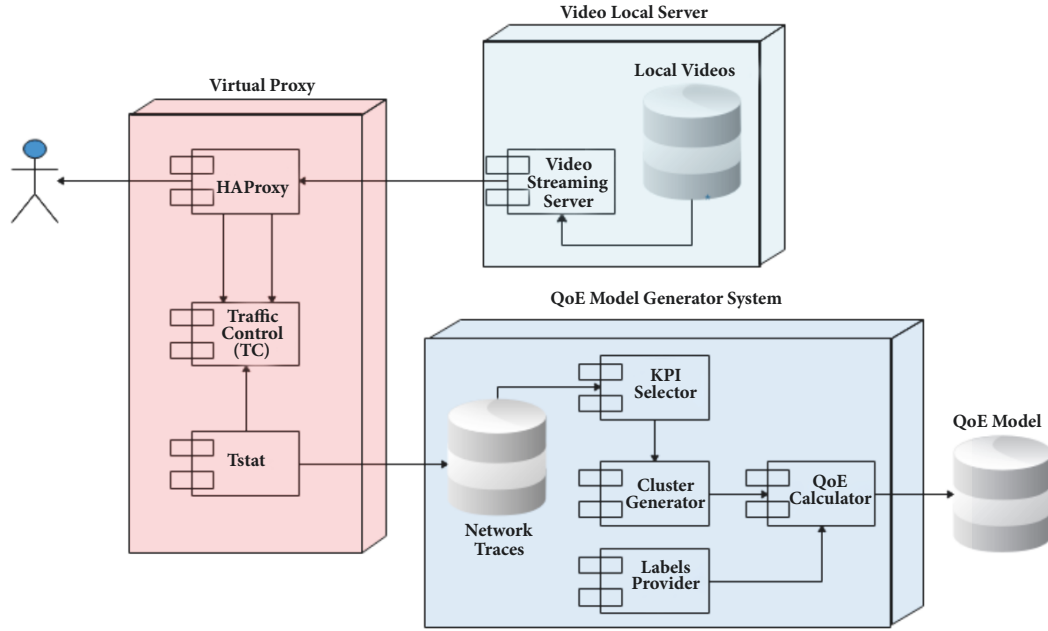 Video Local Server
Local Videos
Virtual Proxy
Video
Streaming
Server
HAProxy
QoE Model Generator System
Traffic
Control
(TC)
KPI
Selector
QoE Model
Tstat
Cluster
Generator
QoE
Calculator
Network
Traces
Labels
Provider